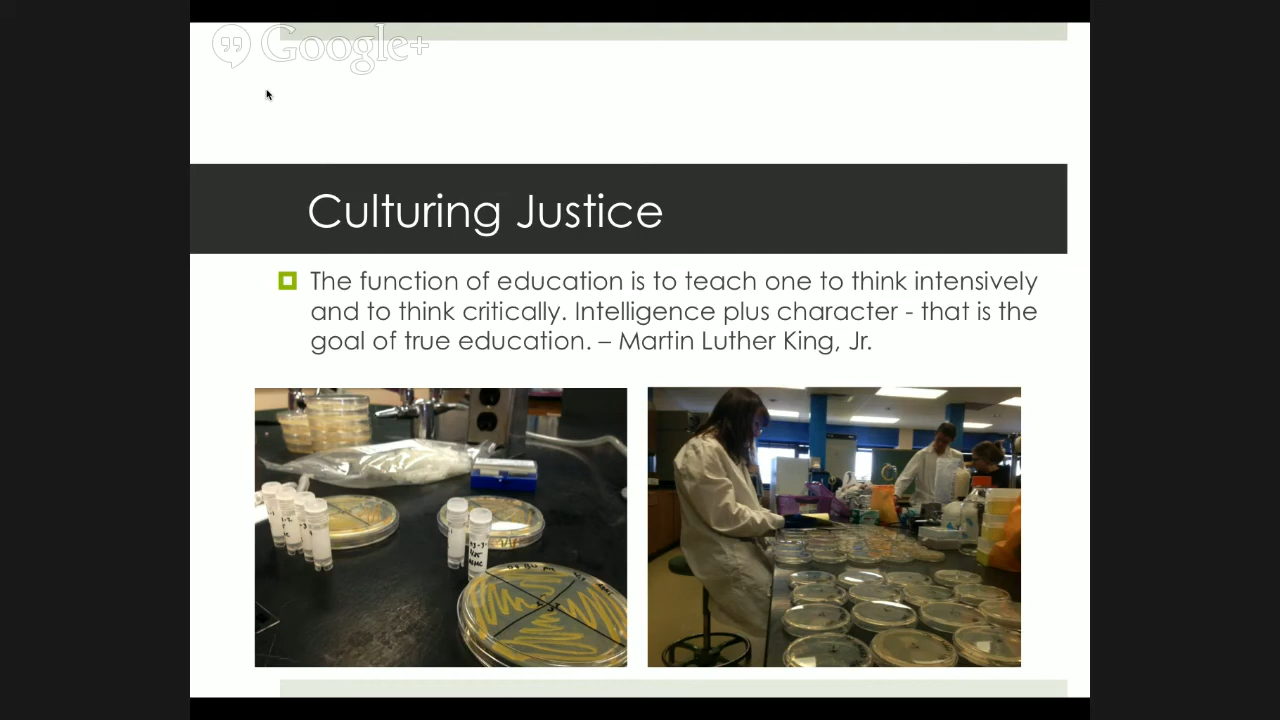 Google+
Culturing Justice
The function of education is to teach one to think intensively
and to think critically. Intelligence plus character - that is the
goal of true education. – Martin Luther King, Jr.